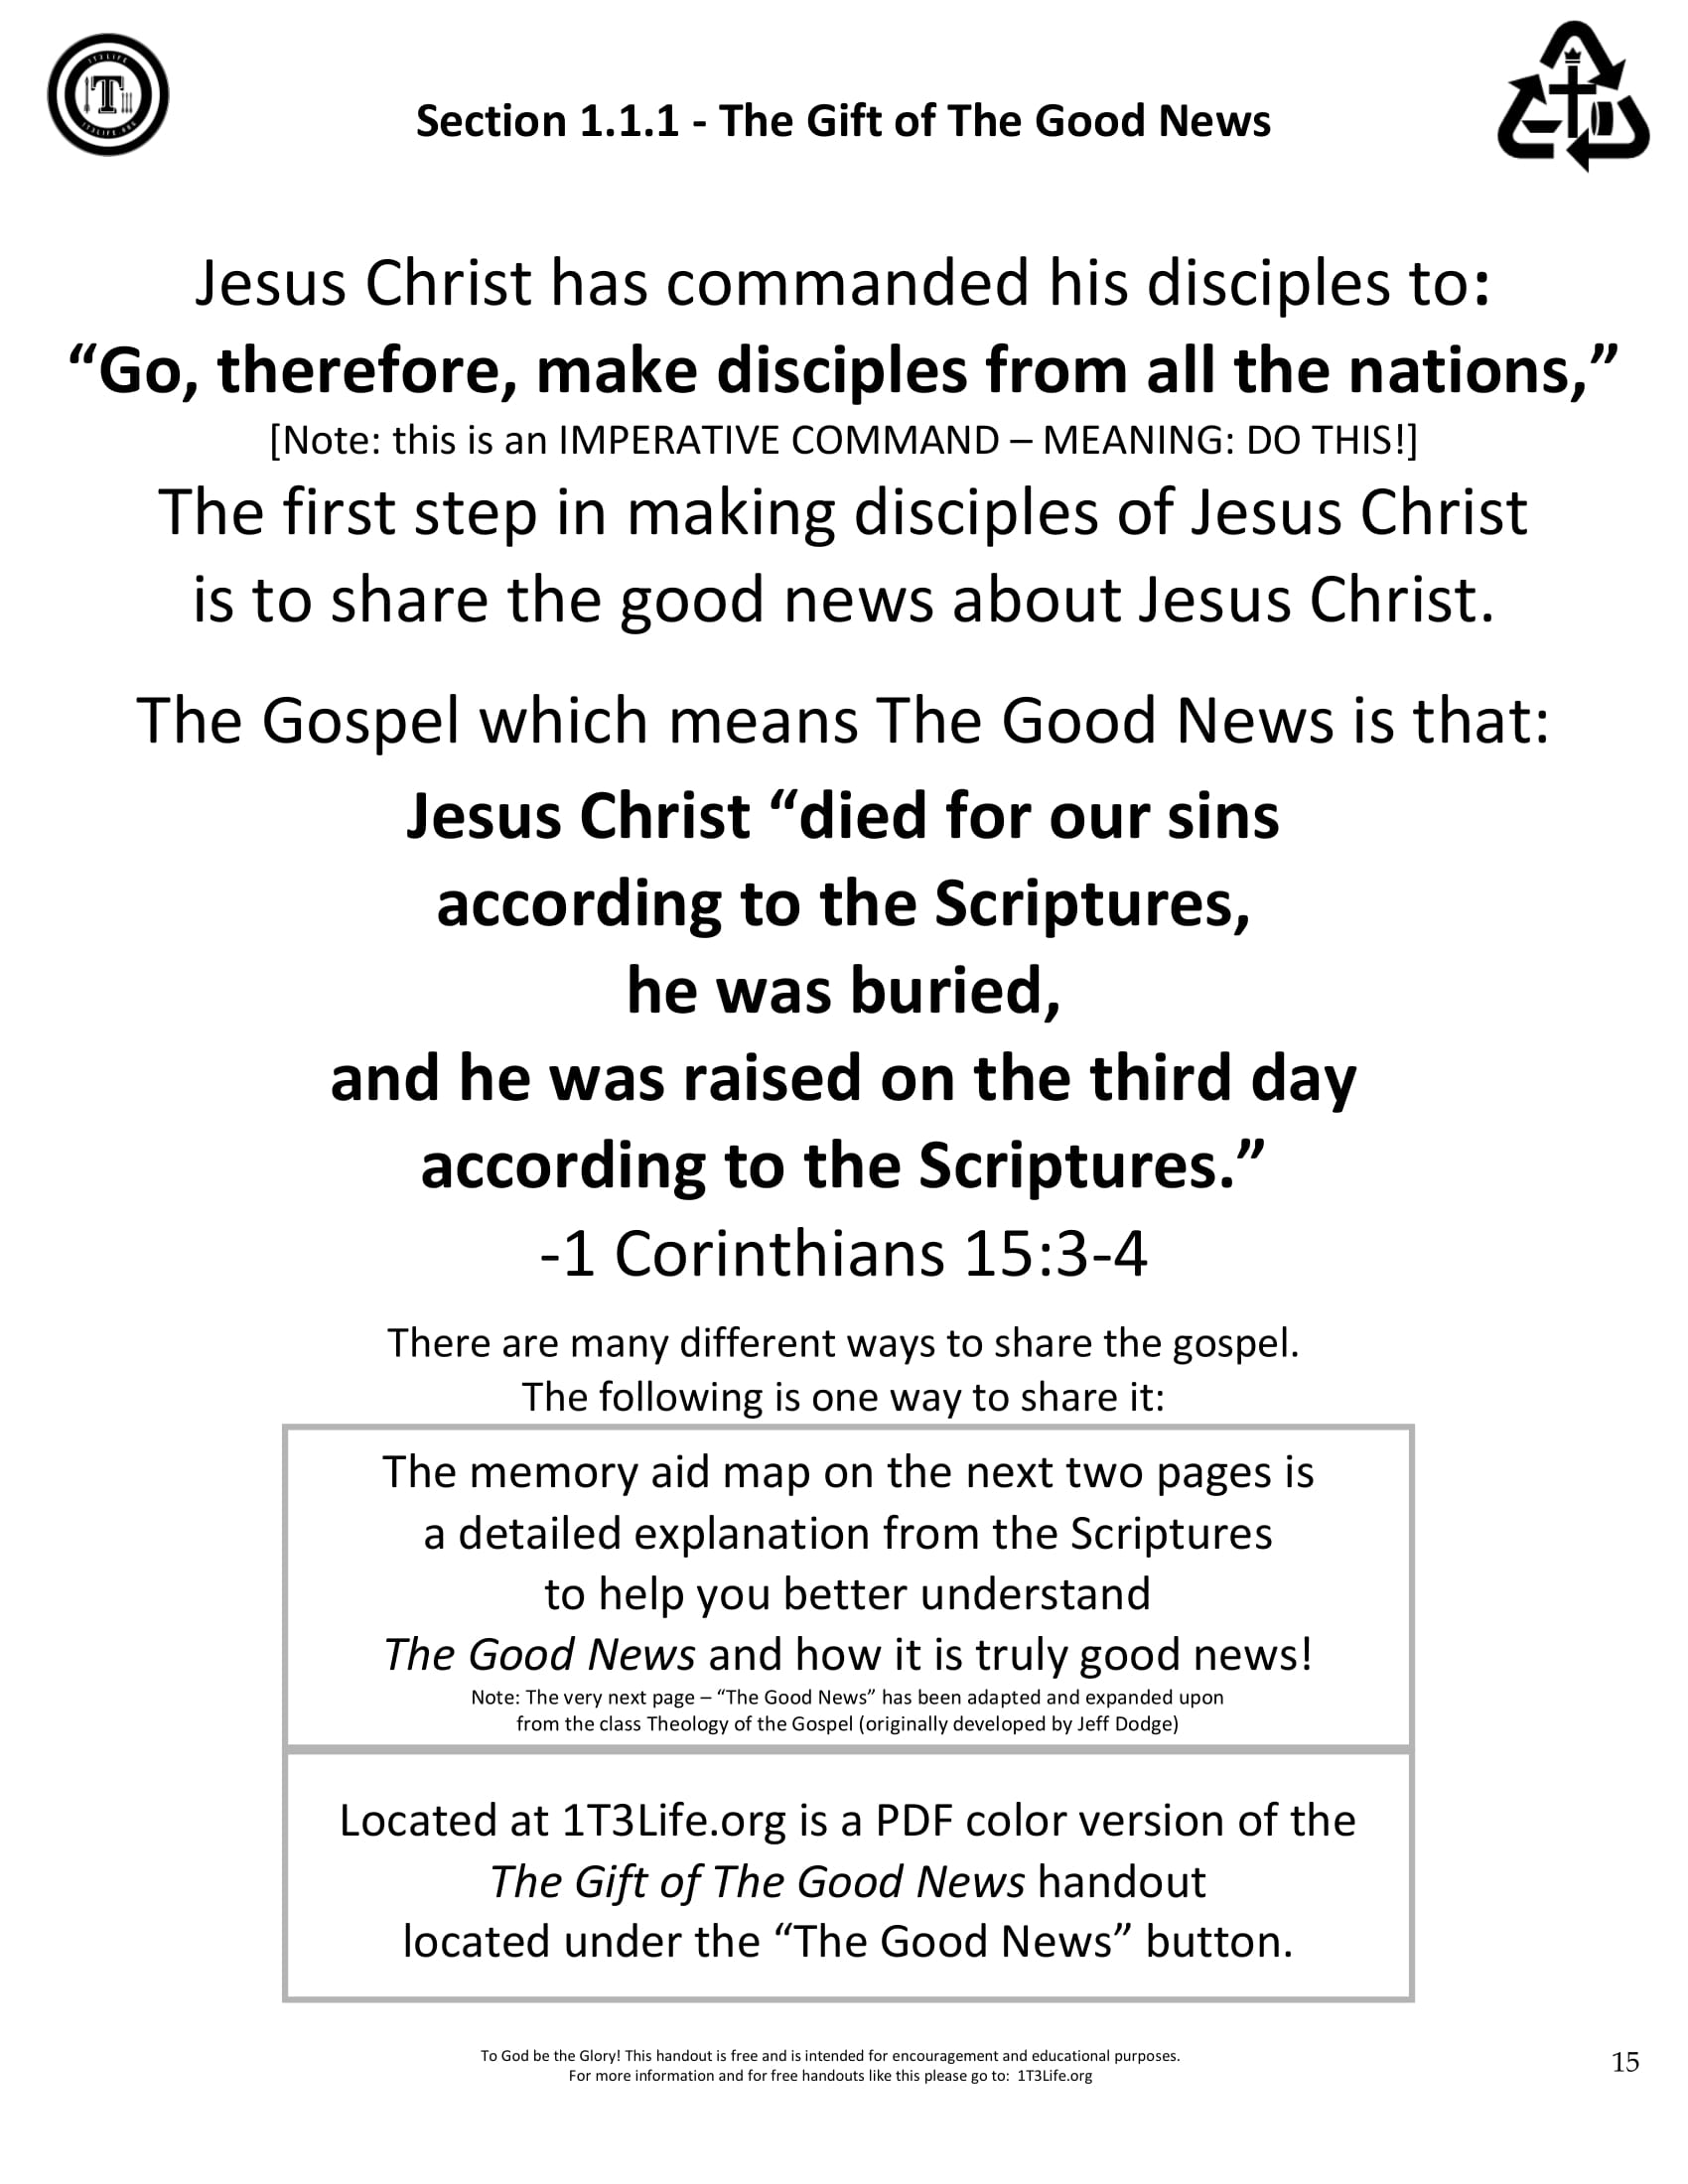 Section 1.1.1 - The Gift of The Good News
Jesus Christ has commanded his disciples to:
“Go, therefore, make disciples from all the nations,”
[Note: this is an IMPERATIVE COMMAND – MEANING: DO THIS!]
The first step in making disciples of Jesus Christ
is to share the good news about Jesus Christ.
The Gospel which means The Good News is that:
Jesus Christ “died for our sins
according to the Scriptures,
he was buried,
and he was raised on the third day
according to the Scriptures.”
-1 Corinthians 15:3-4
There are many different ways to share the gospel.
The following is one way to share it:
The memory aid map on the next two pages is
a detailed explanation from the Scriptures
to help you better understand
The Good News and how it is truly good news!
Note: The very next page – “The Good News” has been adapted and expanded upon
from the class Theology of the Gospel (originally developed by Jeff Dodge)
Located at 1T3Life.org is a PDF color version of the
The Gift of The Good News handout
located under the “The Good News” button.
To God be the Glory! This handout is free and is intended for encouragement and educational purposes.
For more information and for free handouts like this please go to: 1T3Life.org
15